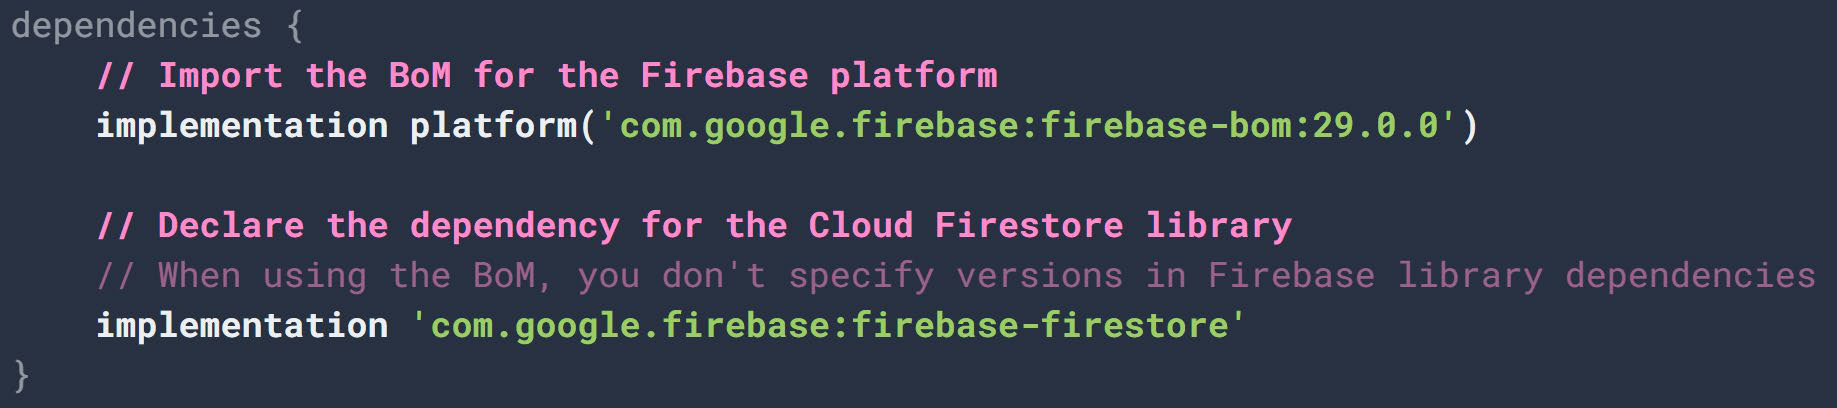 dependencies {
// Import the BoM for the Firebase platform
implementation platform('com.google.firebase:firebase-bom:29.0.0')
// Declare the dependency for the Cloud Firestore library
// When using the BoM, you don't specify versions in Firebase library dependencies
implementation 'com.google.firebase:firebase-firestore'
}